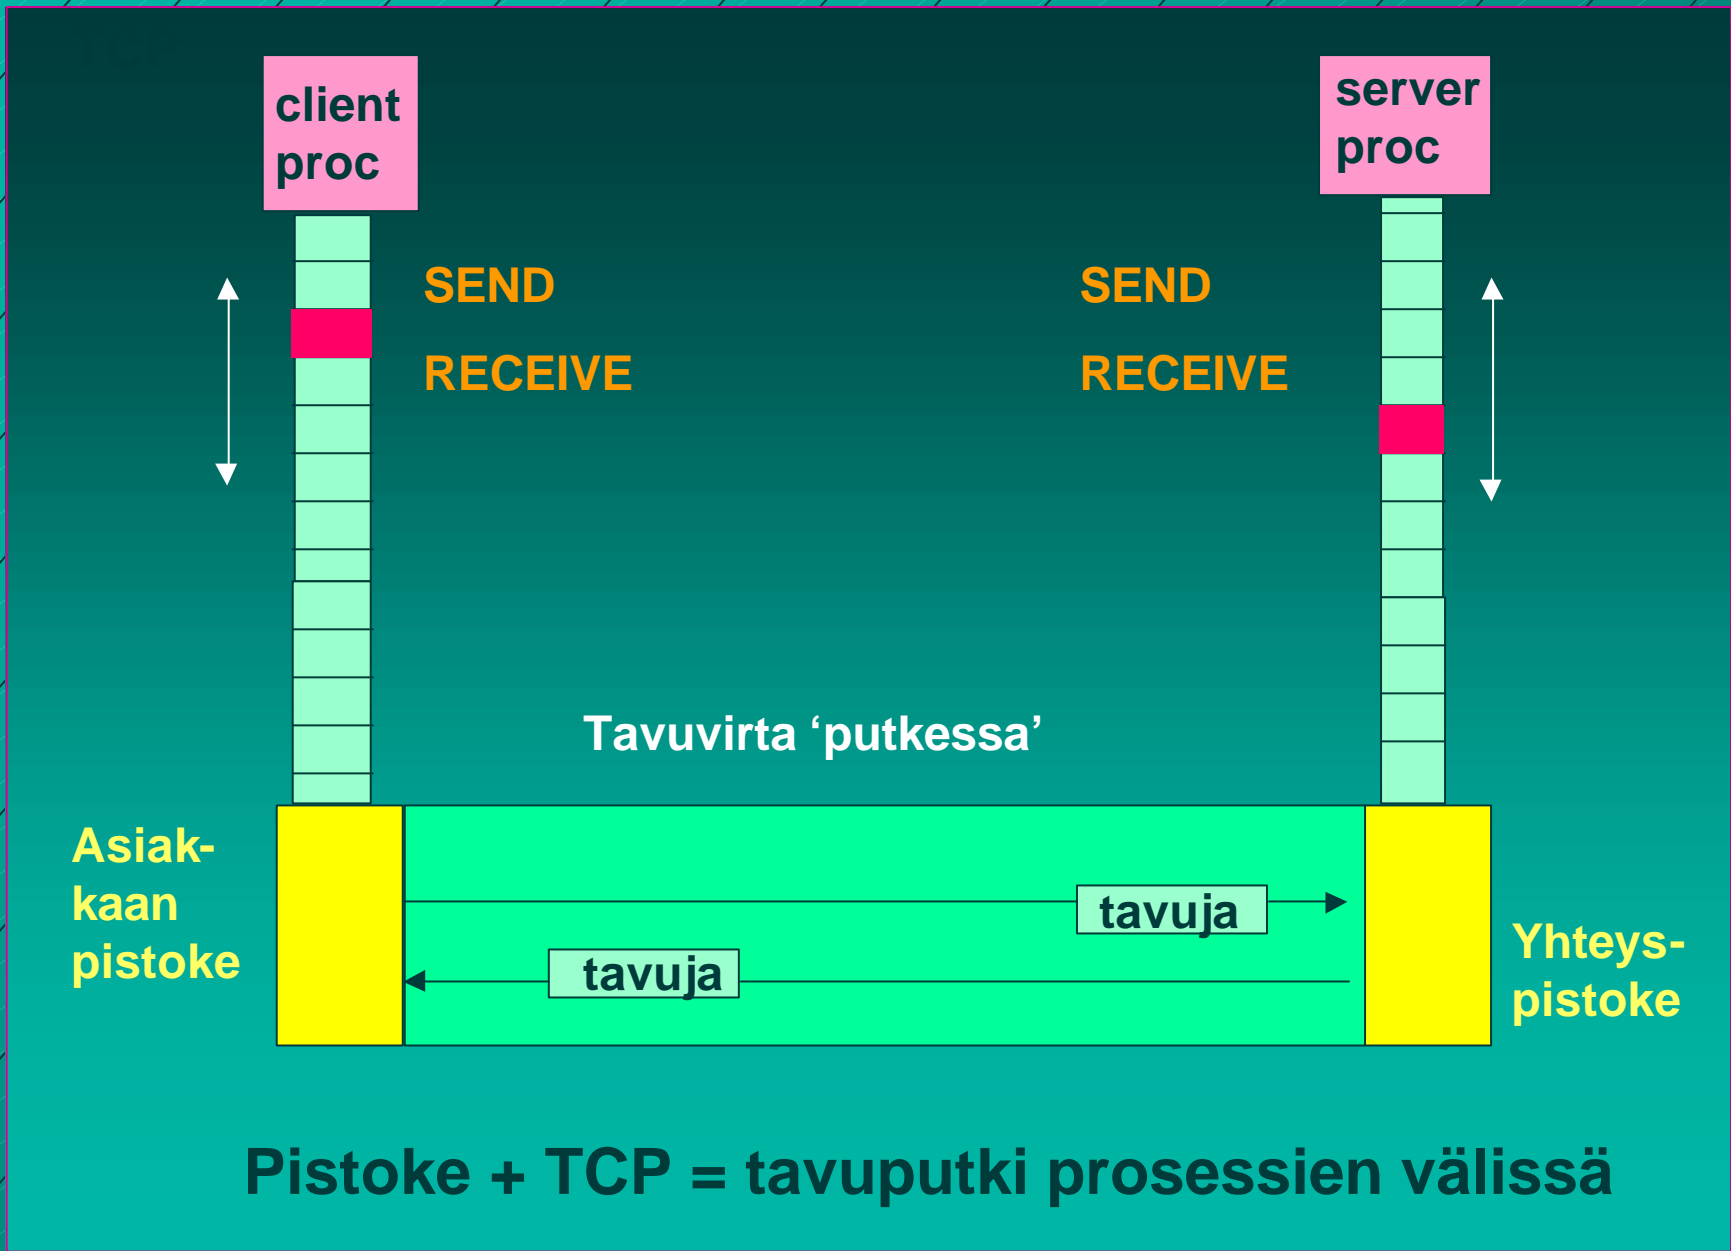 TCP
client
proc
server
proc
SEND
RECEIVE
SEND
RECEIVE
Tavuvirta ‘putkessa’
Asiak-
kaan
pistoke
tavuja
tavuja
Yhteys-
pistoke
Pistoke + TCP = tavuputki prosessien välissä